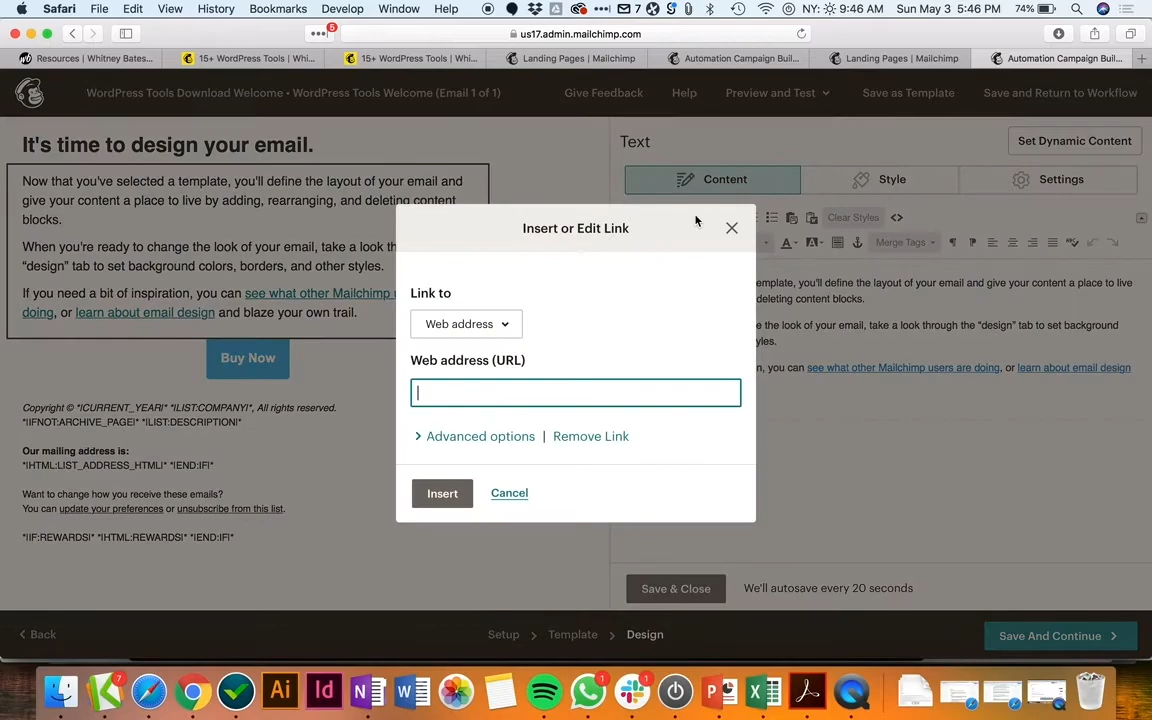 Safari File Edit View History Bookmarks Develop Window Help 7 NY: 9:46 AM Sun May 3 5:46 PM 74%
6
us17.admin.mailchimp.com
Resources | Whitney Bates...
15+ WordPress Tools | Whi...
15+ WordPress Tools | Whi...
Landing Pages | Mailchimp
Automation Campaign Buil...
Landing Pages | Mailchimp
Automation Campaign Buil...
WordPress Tools Download Welcome • WordPress Tools Welcome (Email 1 of 1)
Give Feedback
Help
Preview and Test
Save as Template
Save and Return to Workflow
It's time to design your email.
Now that you've selected a template, you'll define the layout of your email and
give your content a place to live by adding, rearranging, and deleting content
blocks.
When you're ready to change the look of your email, take a look th
"design" tab to set background colors, borders, and other styles.
If you need a bit of inspiration, you can see what other Mailchimp u
doing, or learn about email design and blaze your own trail.
Buy Now
Copyright © *|CURRENT_YEAR|* *|LIST:COMPANY|*, All rights reserved.
*|IFNOT:ARCHIVE_PAGE|* *|LIST:DESCRIPTION|*
Our mailing address is:
*|HTML:LIST_ADDRESS_HTML|* *|END:IF|*
Want to change how you receive these emails?
You can update your preferences or unsubscribe from this list.
*|IF:REWARDS|* *|HTML:REWARDS|* *|END:IF|*
Text
Set Dynamic Content
Content
Style
Settings
Clear Styles
Merge Tags
emplate, you'll define the layout of your email and give your content a place to live
deleting content blocks.
e the look of your email, take a look through the "design" tab to set background
yles.
n, you can see what other Mailchimp users are doing, or learn about email design
Insert or Edit Link
Link to
Web address
Web address (URL)
Advanced options | Remove Link
Insert
Cancel
Save & Close
We'll autosave every 20 seconds
Back
Setup
Template
Design
Save And Continue
7
Ai
Id
N
W
1
1
P
X